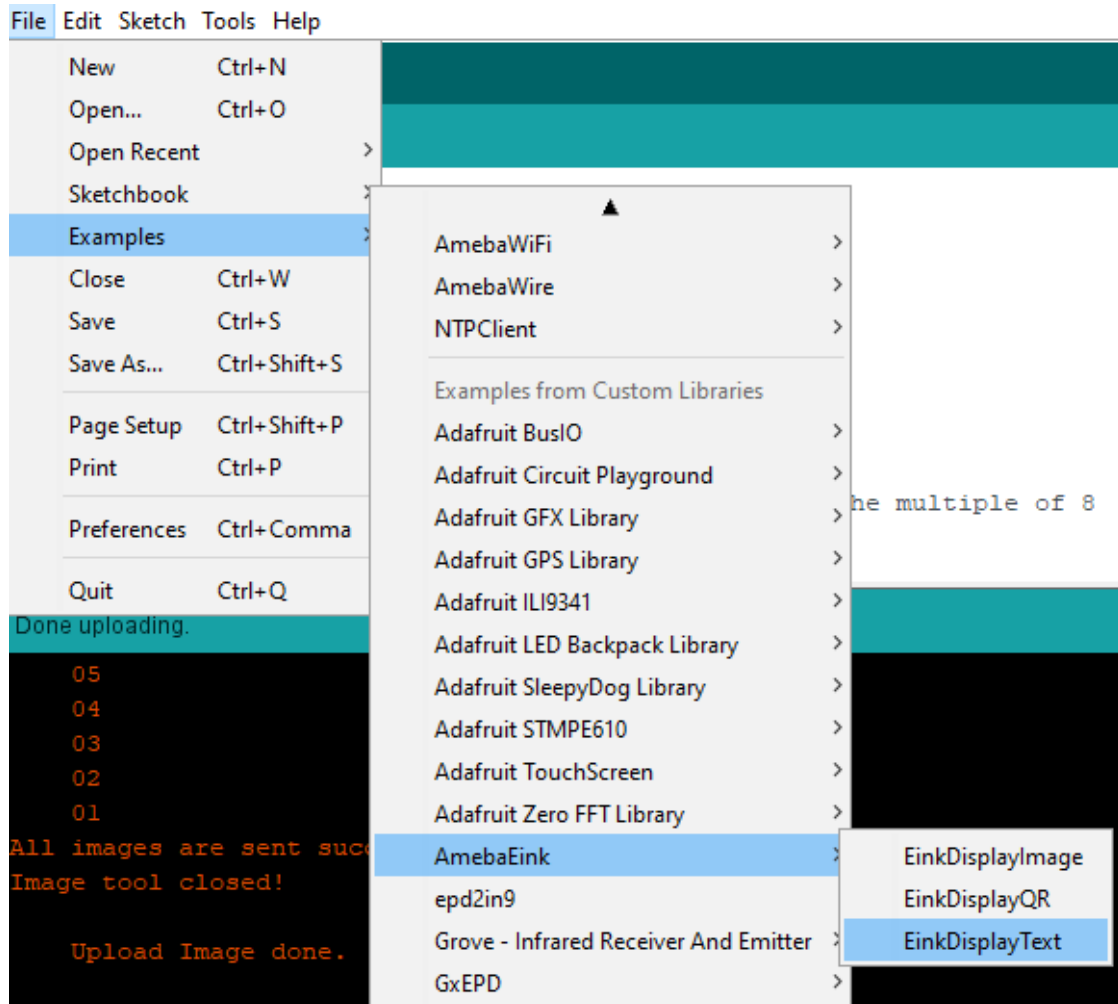 File Edit Sketch Tools Help
New Ctrl+N
Open... Ctrl+O
Open Recent
Sketchbook
Examples
Close Ctrl+W
Save Ctrl+S
Save As... Ctrl+Shift+S
Page Setup Ctrl+Shift+P
Print Ctrl+P
Preferences Ctrl+Comma
Quit Ctrl+Q
AmebaWiFi
AmebaWire
NTPClient
Examples from Custom Libraries
Adafruit BusIO
Adafruit Circuit Playground
Adafruit GFX Library
Adafruit GPS Library
Adafruit ILI9341
Adafruit LED Backpack Library
Adafruit SleepyDog Library
Adafruit STMPE610
Adafruit TouchScreen
Adafruit Zero FFT Library
AmebaEink
epd2in9
Grove - Infrared Receiver And Emitter
GxEPD
EinkDisplayImage
EinkDisplayQR
EinkDisplayText
he multiple of 8
Done uploading.
05
04
03
02
01
All images are sent succ
Image tool closed!
Upload Image done.